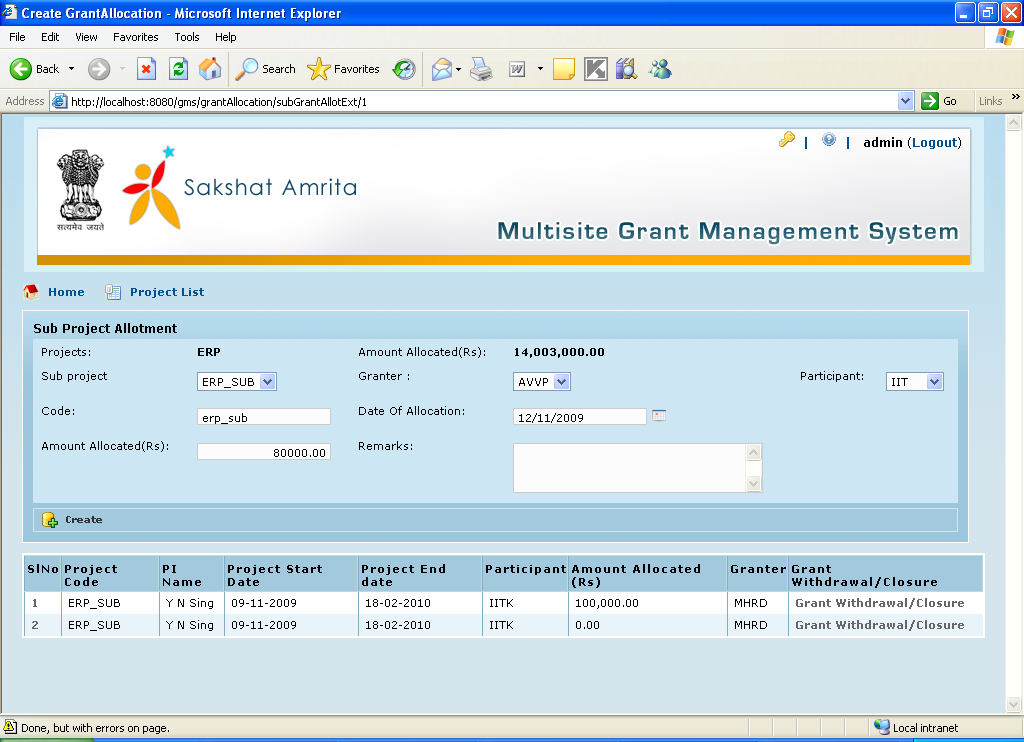 Create GrantAllocation - Microsoft Internet Explorer
File Edit View Favorites Tools Help
Back Search Favorites
Address http://localhost:8080/gms/grantAllocation/subGrantAllotExt/1 Go Links »
| | admin (Logout)
सत्यमेव जयते
Sakshat Amrita
Multisite Grant Management System
Home Project List
Sub Project Allotment
Projects: ERP Amount Allocated(Rs): 14,003,000.00
Sub project ERP_SUB Granter : AVVP Participant: IIT
Code: erp_sub Date Of Allocation: 12/11/2009
Amount Allocated(Rs): 80000.00 Remarks:
Create
SlNo Project Code PI Name Project Start Date Project End date Participant Amount Allocated (Rs) Granter Grant Withdrawal/Closure
1 ERP_SUB Y N Sing 09-11-2009 18-02-2010 IITK 100,000.00 MHRD Grant Withdrawal/Closure
2 ERP_SUB Y N Sing 09-11-2009 18-02-2010 IITK 0.00 MHRD Grant Withdrawal/Closure
Done, but with errors on page. Local intranet